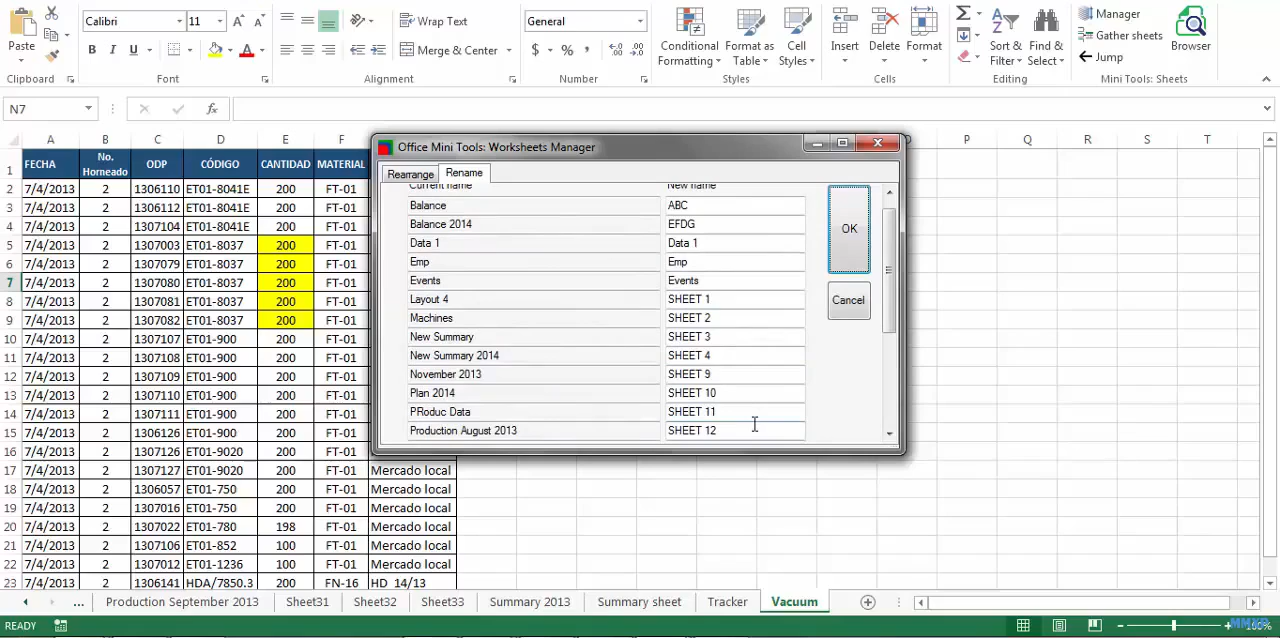 Calibri 11 Wrap Text General Conditional Format as Cell Insert Delete Format Sort & Find & Manager
Paste B I U Merge & Center $ % Formatting Table Styles Filter Select Gather sheets Browser
Jump
Clipboard Font Alignment Number Styles Cells Editing Mini Tools: Sheets
N7 fx
Office Mini Tools: Worksheets Manager
Rearrange Rename
Current name New name
Balance ABC
Balance 2014 EFDG
Data 1 Data 1
Emp Emp
Events Events
Layout 4 SHEET 1
Machines SHEET 2
New Summary SHEET 3
New Summary 2014 SHEET 4
November 2013 SHEET 9
Plan 2014 SHEET 10
PRoduc Data SHEET 11
Production August 2013 SHEET 12
OK
Cancel
A B C D E F P Q R S T
1 FECHA No. Horneado ODP CÓDIGO CANTIDAD MATERIAL
2 7/4/2013 2 1306110 ET01-8041E 200 FT-01
3 7/4/2013 2 1306112 ET01-8041E 200 FT-01
4 7/4/2013 2 1307104 ET01-8041E 200 FT-01
5 7/4/2013 2 1307003 ET01-8037 200 FT-01
6 7/4/2013 2 1307079 ET01-8037 200 FT-01
7 7/4/2013 2 1307080 ET01-8037 200 FT-01
8 7/4/2013 2 1307081 ET01-8037 200 FT-01
9 7/4/2013 2 1307082 ET01-8037 200 FT-01
10 7/4/2013 2 1307107 ET01-900 200 FT-01
11 7/4/2013 2 1307108 ET01-900 200 FT-01
12 7/4/2013 2 1307109 ET01-900 200 FT-01
13 7/4/2013 2 1307110 ET01-900 200 FT-01
14 7/4/2013 2 1307111 ET01-900 200 FT-01
15 7/4/2013 2 1306126 ET01-900 200 FT-01
16 7/4/2013 2 1307126 ET01-9020 200 FT-01
17 7/4/2013 2 1307127 ET01-9020 200 FT-01 Mercado local
18 7/4/2013 2 1306057 ET01-750 200 FT-01 Mercado local
19 7/4/2013 2 1307016 ET01-750 200 FT-01 Mercado local
20 7/4/2013 2 1307022 ET01-780 198 FT-01 Mercado local
21 7/4/2013 2 1307106 ET01-852 100 FT-01 Mercado local
22 7/4/2013 2 1307012 ET01-1236 100 FT-01 Mercado local
23 7/4/2013 2 1306141 HDA/7850.3 200 FN-16 HD 14/13
... Production September 2013 Sheet31 Sheet32 Sheet33 Summary 2013 Summary sheet Tracker Vacuum
READY